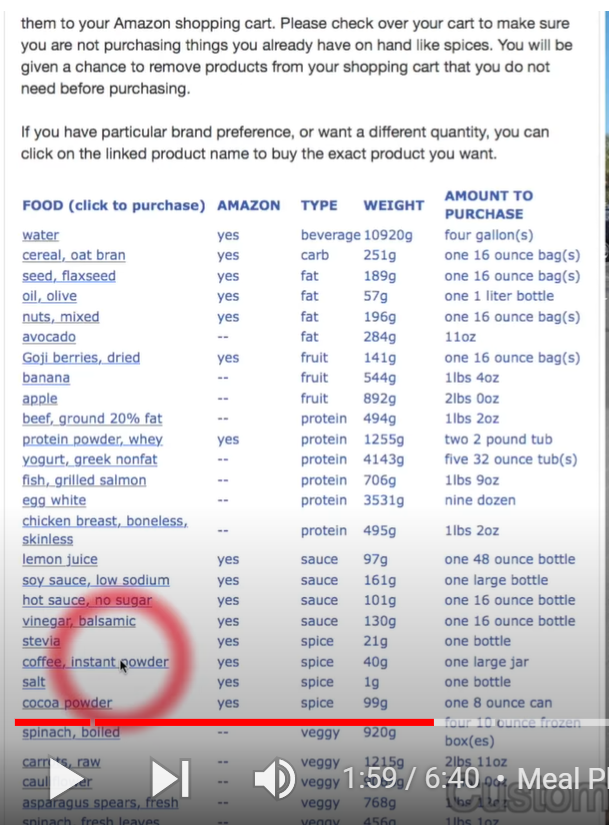 them to your Amazon shopping cart. Please check over your cart to make sure
you are not purchasing things you already have on hand like spices. You will be
given a chance to remove products from your shopping cart that you do not
need before purchasing.
If you have particular brand preference, or want a different quantity, you can
click on the linked product name to buy the exact product you want.
FOOD (click to purchase) AMAZON TYPE WEIGHT AMOUNT TO PURCHASE
water yes beverage 10920g four gallon(s)
cereal, oat bran yes carb 251g one 16 ounce bag(s)
seed, flaxseed yes fat 189g one 16 ounce bag(s)
oil, olive yes fat 57g one 1 liter bottle
nuts, mixed yes fat 196g one 16 ounce bag(s)
avocado -- fat 284g 11oz
Goji berries, dried yes fruit 141g one 16 ounce bag(s)
banana -- fruit 544g 1lbs 4oz
apple -- fruit 892g 2lbs 0oz
beef, ground 20% fat -- protein 494g 1lbs 2oz
protein powder, whey yes protein 1255g two 2 pound tub
yogurt, greek nonfat -- protein 4143g five 32 ounce tub(s)
fish, grilled salmon -- protein 706g 1lbs 9oz
egg white -- protein 3531g nine dozen
chicken breast, boneless, skinless -- protein 495g 1lbs 2oz
lemon juice yes sauce 97g one 48 ounce bottle
soy sauce, low sodium yes sauce 161g one large bottle
hot sauce, no sugar yes sauce 101g one 16 ounce bottle
vinegar, balsamic yes sauce 130g one 16 ounce bottle
stevia yes spice 21g one bottle
coffee, instant powder yes spice 40g one large jar
salt yes spice 1g one bottle
cocoa powder yes spice 99g one 8 ounce can
spinach, boiled -- veggy 920g four 10 ounce frozen box(es)
carrots, raw -- veggy 1215g 2lbs 11oz
1:59 / 6:40 • Meal Pl
veggy
asparagus spears, fresh -- veggy 768g
Custom
spinach, fresh leaves -- veggy 456g 1lbs 1oz